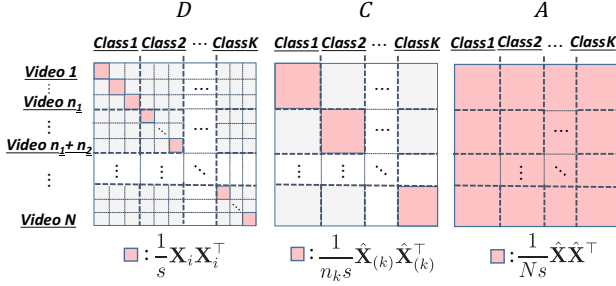 D C A
Class1 Class2 ... ClassK Class1 Class2 ... ClassK Class1 Class2 ... ClassK
Video 1
⋮
Video n₁
⋮
Video n₁+ n₂
⋮
Video N
: 1/s XᵢXᵢ^⊤ : 1/(nₖs) X̂₍ₖ₎X̂₍ₖ₎^⊤ : 1/(Ns) X̂X̂^⊤